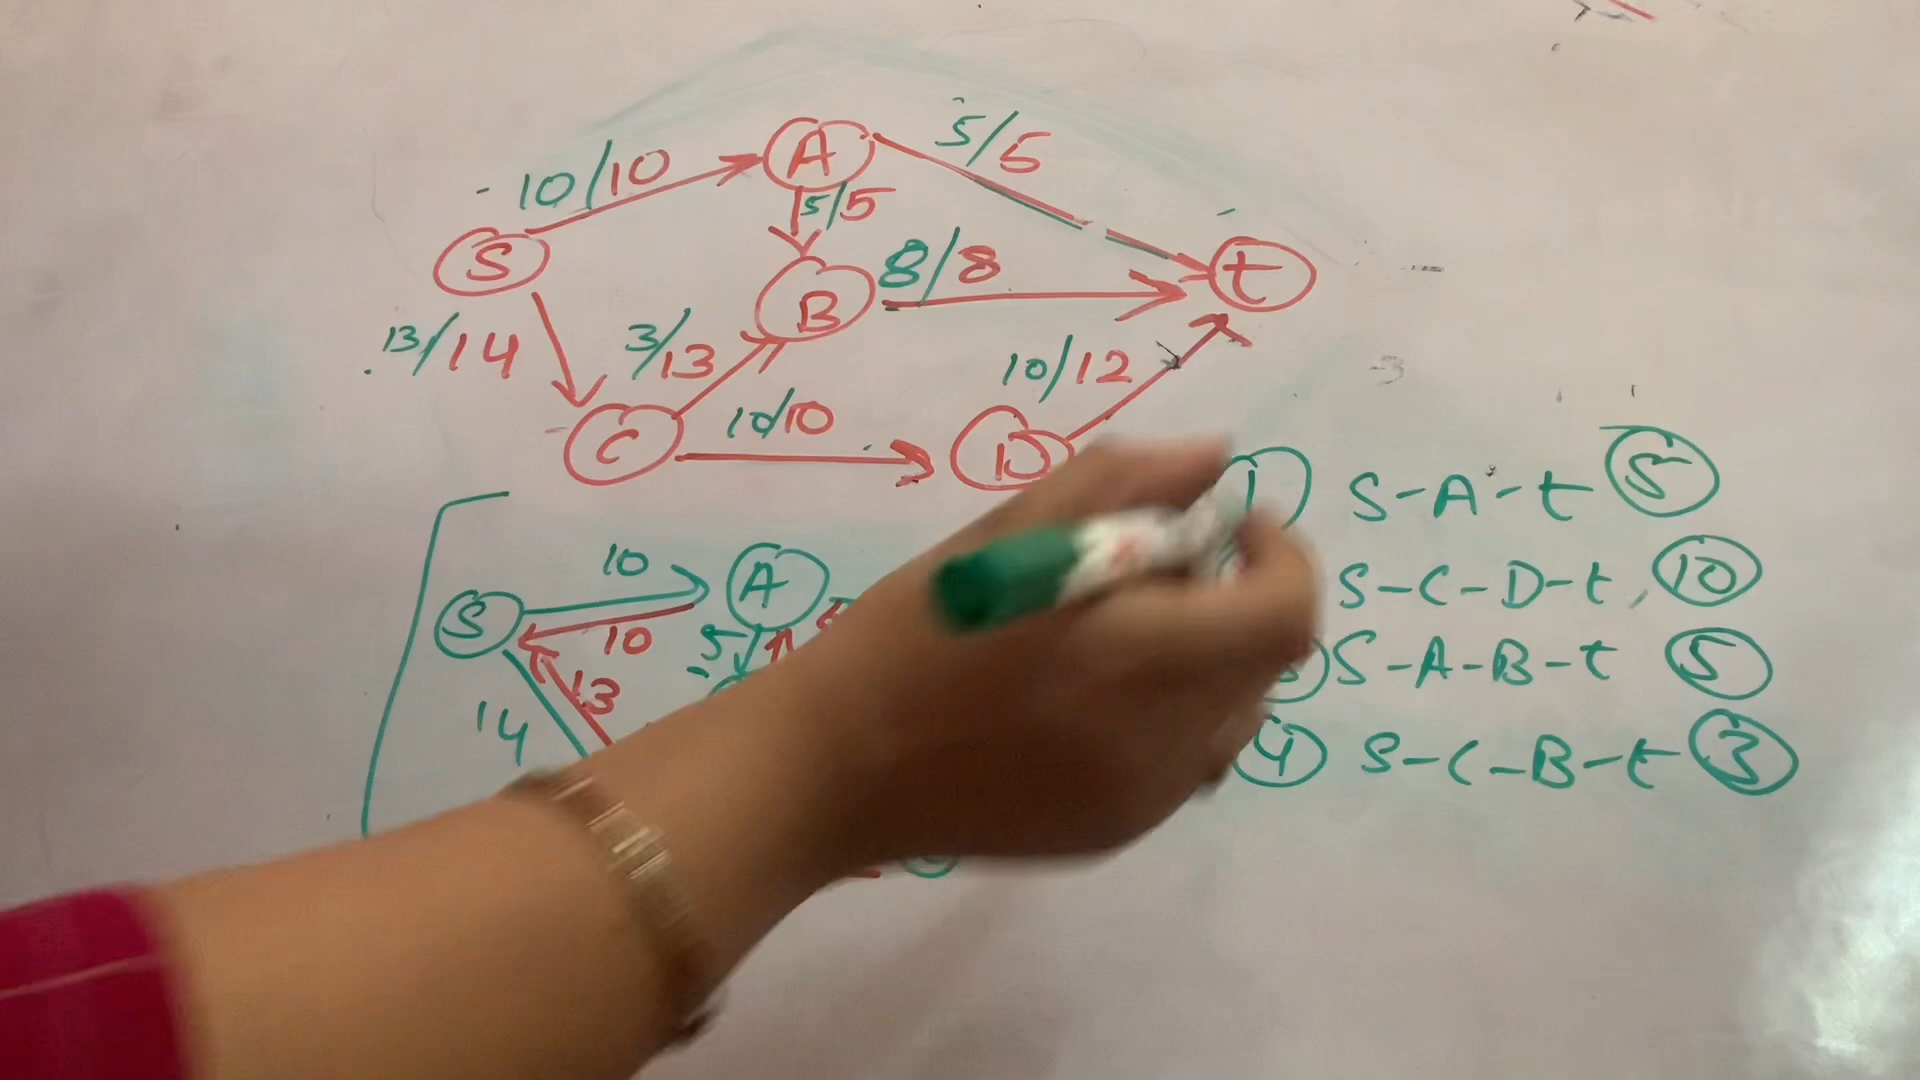 10/10
A
5/5
5/5
S
B
8/8
t
13/14
3/13
10/12
C
10/10
D
1 S-A-t 5
S-C-D-t, 10
S-A-B-t 5
4 S-C-B-t 3
10
A
S
10
5
13
14